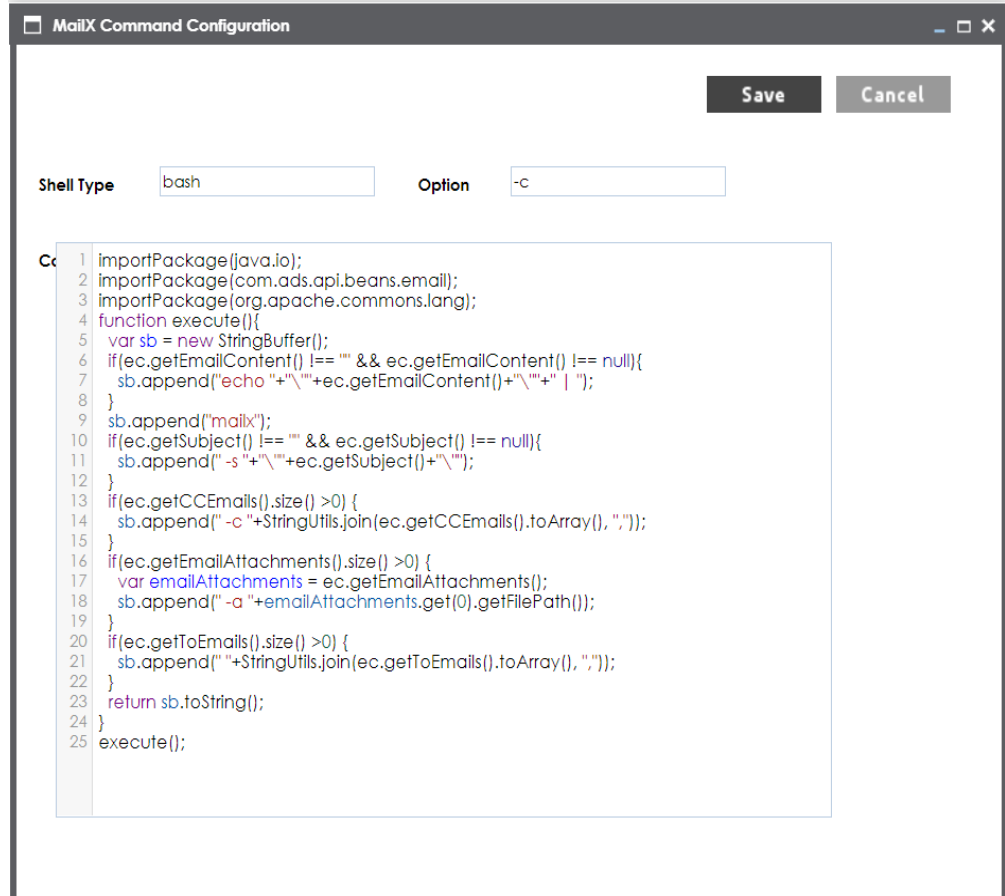 MailX Command Configuration
Save Cancel
Shell Type bash Option -c
1 importPackage(java.io);
2 importPackage(com.ads.api.beans.email);
3 importPackage(org.apache.commons.lang);
4 function execute(){
5 var sb = new StringBuffer();
6 if(ec.getEmailContent() !== "" && ec.getEmailContent() !== null){
7 sb.append("echo "+"\""+ec.getEmailContent()+"\""+" | ");
8 }
9 sb.append("mailx");
10 if(ec.getSubject() !== "" && ec.getSubject() !== null){
11 sb.append(" -s "+"\""+ec.getSubject()+"\"");
12 }
13 if(ec.getCCEmails().size() >0) {
14 sb.append(" -c "+StringUtils.join(ec.getCCEmails().toArray(), ","));
15 }
16 if(ec.getEmailAttachments().size() >0) {
17 var emailAttachments = ec.getEmailAttachments();
18 sb.append(" -a "+emailAttachments.get(0).getFilePath());
19 }
20 if(ec.getToEmails().size() >0) {
21 sb.append(" "+StringUtils.join(ec.getToEmails().toArray(), ","));
22 }
23 return sb.toString();
24 }
25 execute();